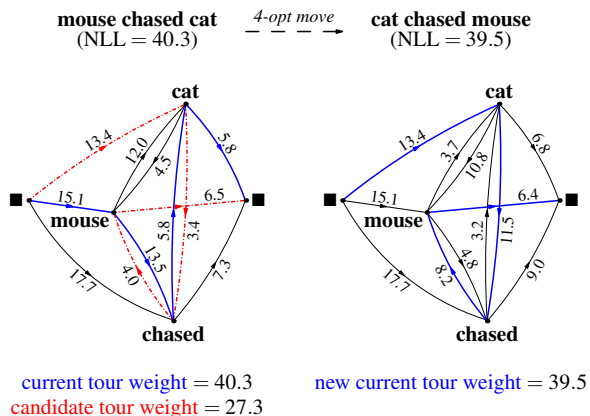 mouse chased cat
(NLL = 40.3)
4-opt move
cat chased mouse
(NLL = 39.5)
cat
13.4
12.0
4.5
5.8
15.1
mouse
6.5
5.8
3.4
13.5
4.0
17.7
7.3
chased
cat
13.4
3.7
10.8
6.8
15.1
mouse
6.4
3.2
11.5
4.8
8.2
17.7
9.0
chased
current tour weight = 40.3
candidate tour weight = 27.3
new current tour weight = 39.5